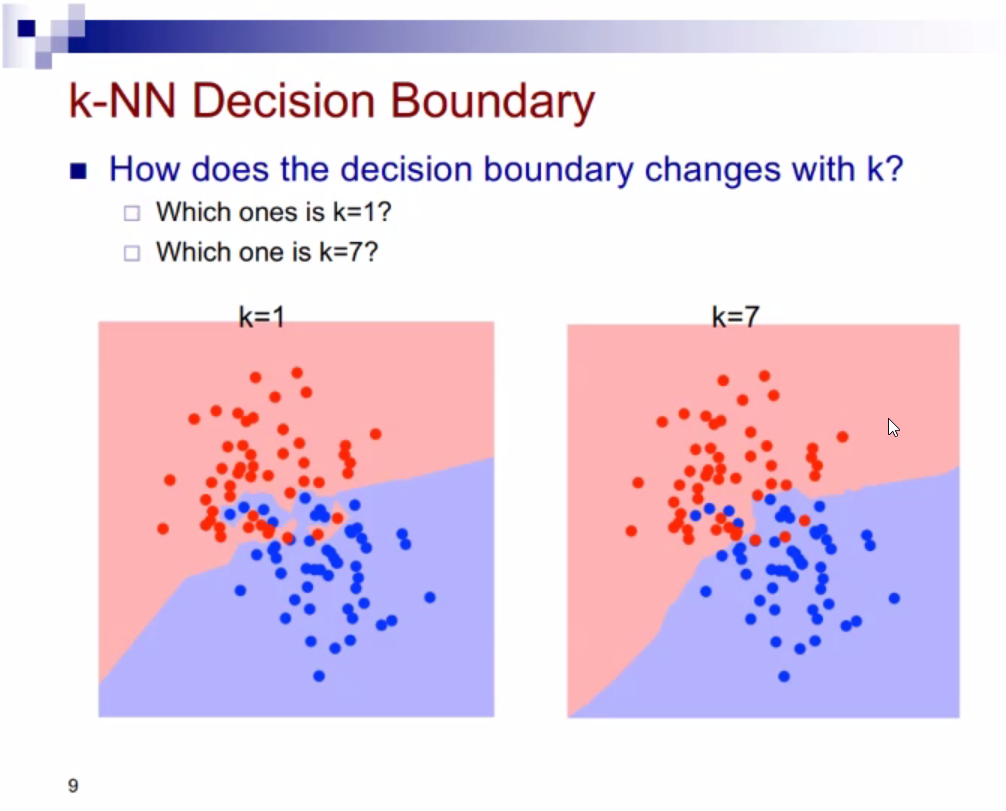 k-NN Decision Boundary
How does the decision boundary changes with k?
Which ones is k=1?
Which one is k=7?
k=1
k=7
9